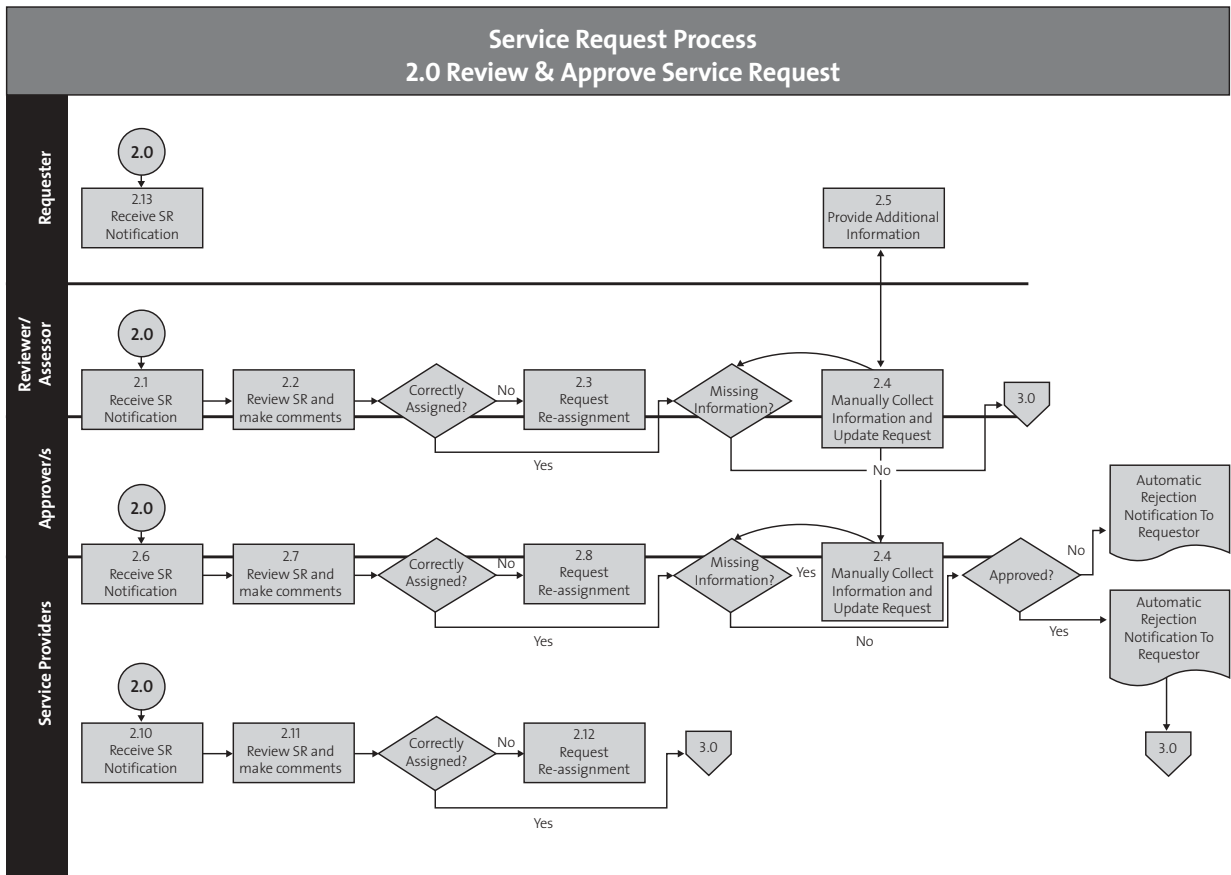 Service Request Process
2.0 Review & Approve Service Request
Requester
2.0
2.13
Receive SR
Notification
2.5
Provide Additional
Information
Reviewer/
Assessor
2.0
2.1
Receive SR
Notification
2.2
Review SR and
make comments
Correctly
Assigned?
No
Yes
2.3
Request
Re-assignment
Missing
Information?
No
2.4
Manually Collect
Information and
Update Request
3.0
Approver/s
2.0
2.6
Receive SR
Notification
2.7
Review SR and
make comments
Correctly
Assigned?
No
Yes
2.8
Request
Re-assignment
Missing
Information?
Yes
No
2.4
Manually Collect
Information and
Update Request
Approved?
No
Yes
Automatic
Rejection
Notification To
Requestor
Automatic
Rejection
Notification To
Requestor
3.0
Service Providers
2.0
2.10
Receive SR
Notification
2.11
Review SR and
make comments
Correctly
Assigned?
No
Yes
2.12
Request
Re-assignment
3.0